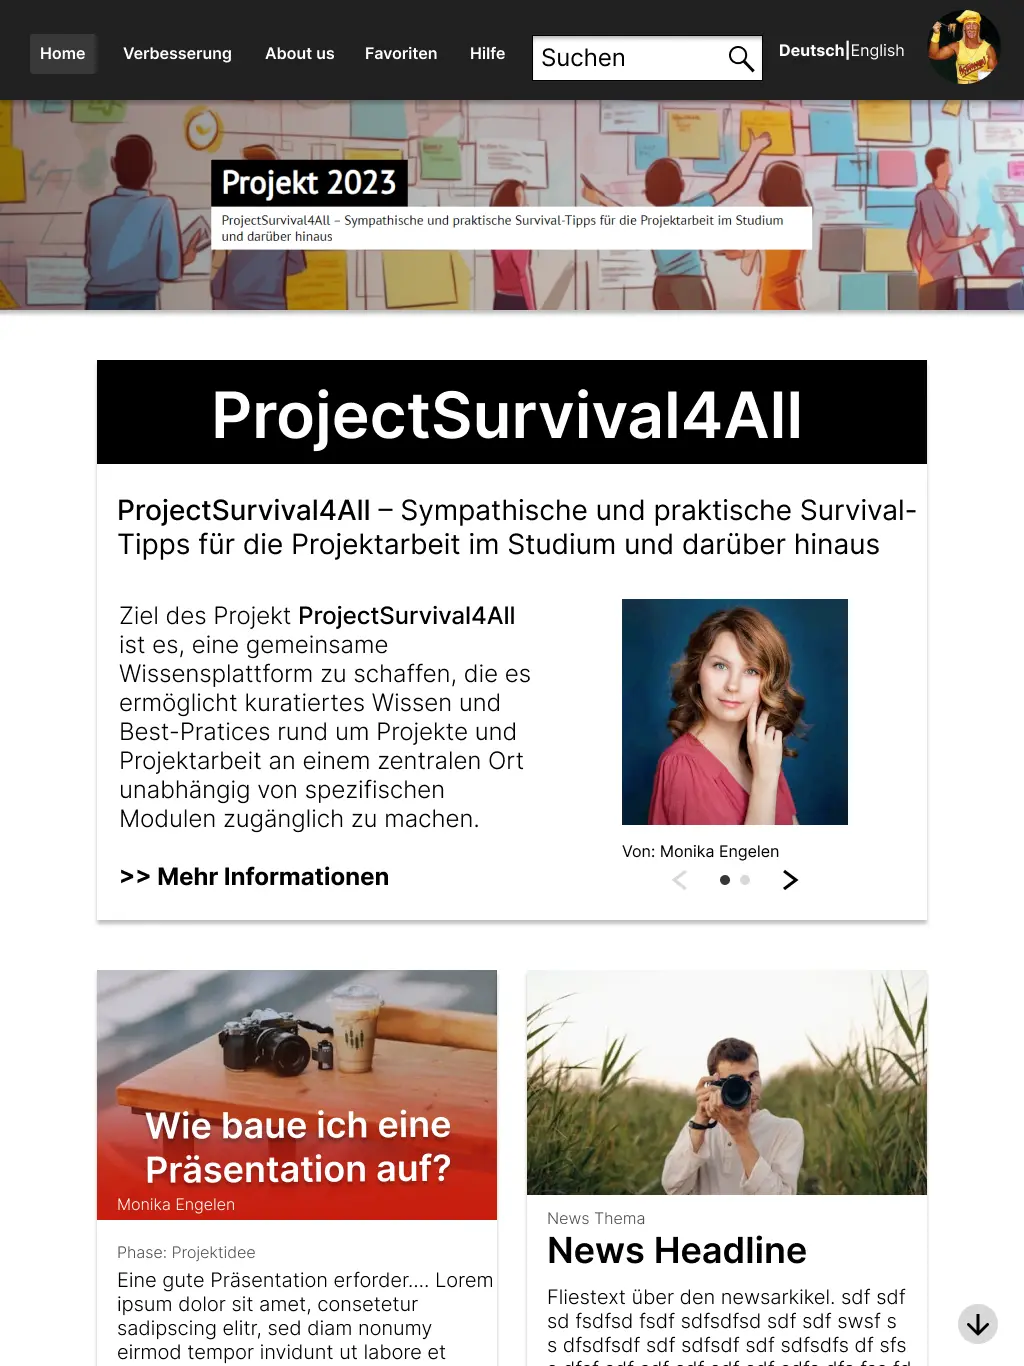 Home
Verbesserung
About us
Favoriten
Hilfe
Suchen
Deutsch|English
Projekt 2023
ProjectSurvival4All – Sympathische und praktische Survival-Tipps für die Projektarbeit im Studium
und darüber hinaus
ProjectSurvival4All
ProjectSurvival4All – Sympathische und praktische Survival-
Tipps für die Projektarbeit im Studium und darüber hinaus
Ziel des Projekt ProjectSurvival4All
ist es, eine gemeinsame
Wissensplattform zu schaffen, die es
ermöglicht kuratiertes Wissen und
Best-Pratices rund um Projekte und
Projektarbeit an einem zentralen Ort
unabhängig von spezifischen
Modulen zugänglich zu machen.
>> Mehr Informationen
Von: Monika Engelen
Wie baue ich eine
Präsentation auf?
Monika Engelen
Phase: Projektidee
Eine gute Präsentation erforder.... Lorem
ipsum dolor sit amet, consetetur
sadipscing elitr, sed diam nonumy
eirmod tempor invidunt ut labore et
News Thema
News Headline
Fliestext über den newsarkikel. sdf sdf
sd fsdfsd fsdf sdfsdfsd sdf sdf swsf s
s dfsdfsdf sdf sdfsdf sdf sdfsdfs df sfs